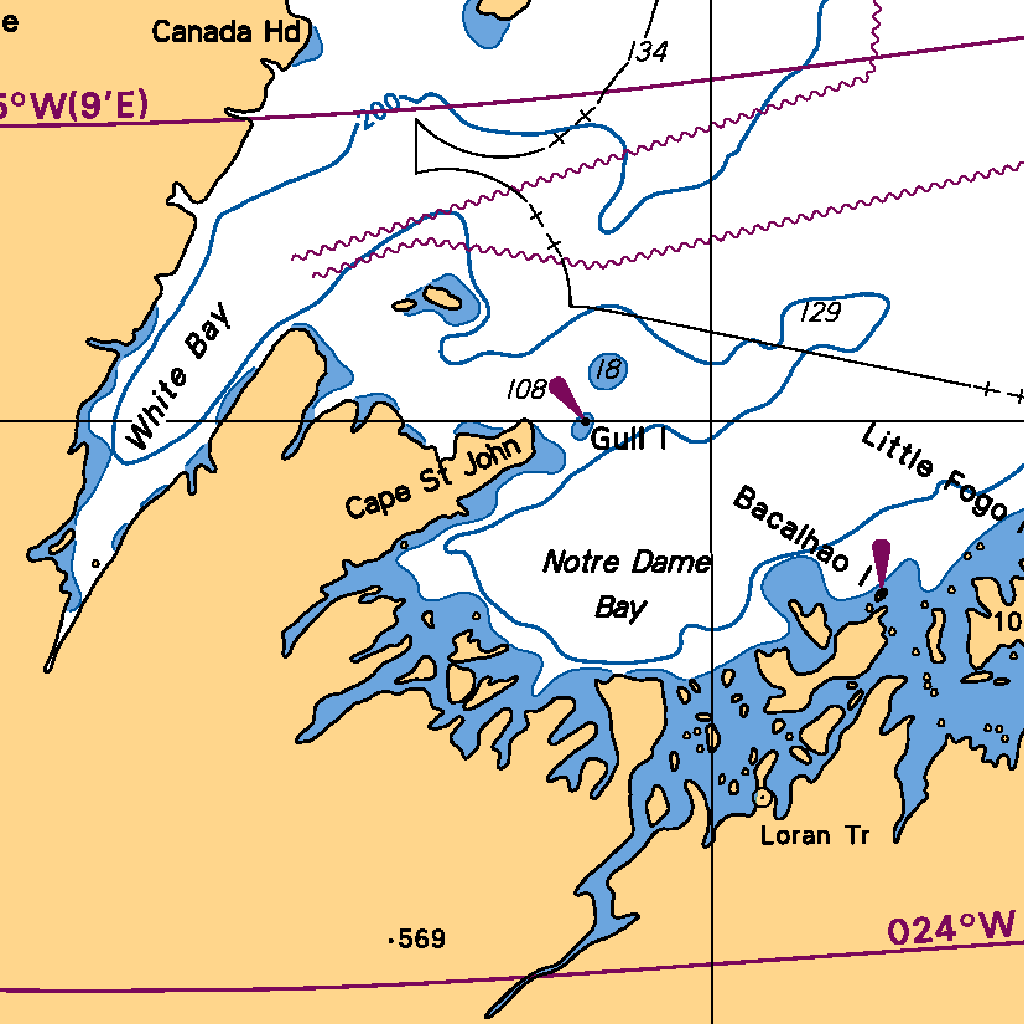 e
Canada Hd
134
5°W(9'E)
200
129
White Bay
18
108
Gull I
Cape St John
Little Fogo I
Bacalhao I
Notre Dame
Bay
10
Loran Tr
024°W
569